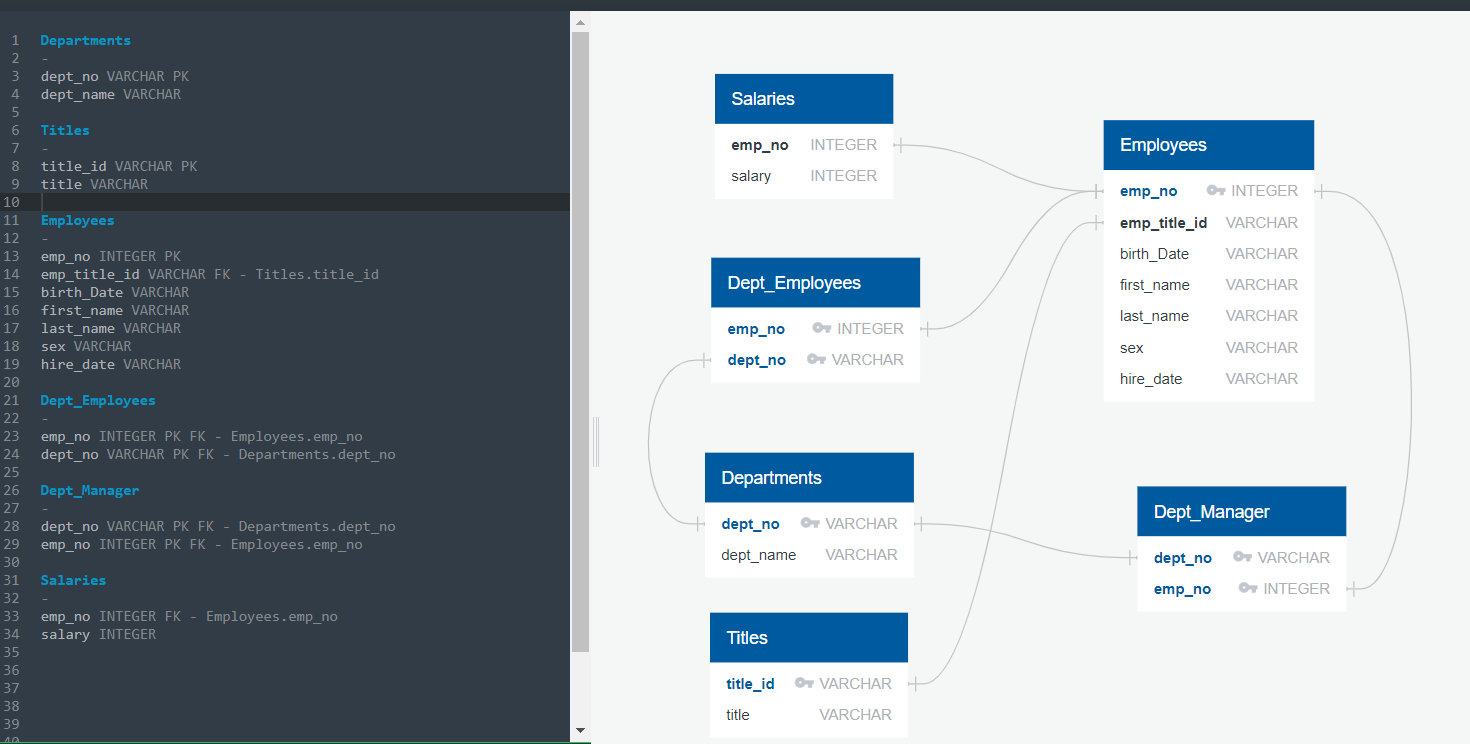 1 Departments
2 -
3 dept_no VARCHAR PK
4 dept_name VARCHAR
5
6 Titles
7 -
8 title_id VARCHAR PK
9 title VARCHAR
10
11 Employees
12 -
13 emp_no INTEGER PK
14 emp_title_id VARCHAR FK - Titles.title_id
15 birth_Date VARCHAR
16 first_name VARCHAR
17 last_name VARCHAR
18 sex VARCHAR
19 hire_date VARCHAR
20
21 Dept_Employees
22 -
23 emp_no INTEGER PK FK - Employees.emp_no
24 dept_no VARCHAR PK FK - Departments.dept_no
25
26 Dept_Manager
27 -
28 dept_no VARCHAR PK FK - Departments.dept_no
29 emp_no INTEGER PK FK - Employees.emp_no
30
31 Salaries
32 -
33 emp_no INTEGER FK - Employees.emp_no
34 salary INTEGER
35
36
37
38
39
40
Salaries
emp_no INTEGER
salary INTEGER
Employees
emp_no INTEGER
emp_title_id VARCHAR
birth_Date VARCHAR
first_name VARCHAR
last_name VARCHAR
sex VARCHAR
hire_date VARCHAR
Dept_Employees
emp_no INTEGER
dept_no VARCHAR
Departments
dept_no VARCHAR
dept_name VARCHAR
Dept_Manager
dept_no VARCHAR
emp_no INTEGER
Titles
title_id VARCHAR
title VARCHAR